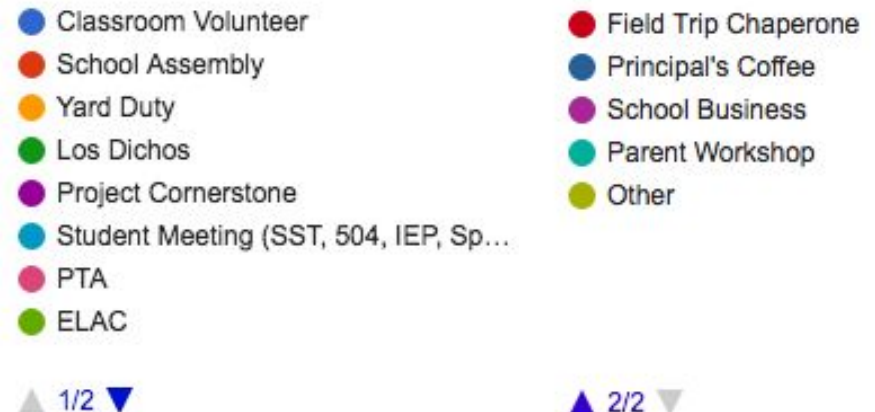 Classroom Volunteer
School Assembly
Yard Duty
Los Dichos
Project Cornerstone
Student Meeting (SST, 504, IEP, Sp...
PTA
ELAC
1/2
Field Trip Chaperone
Principal's Coffee
School Business
Parent Workshop
Other
2/2